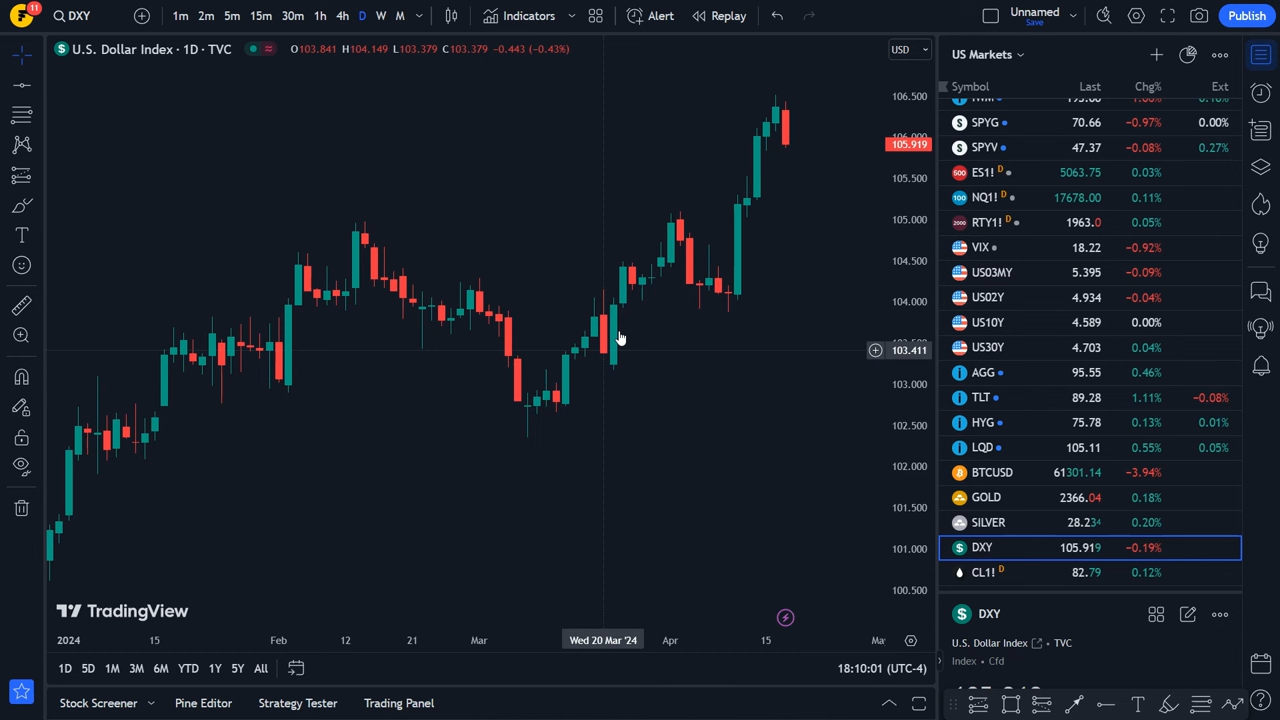 11
DXY
1m 2m 5m 15m 30m 1h 4h D W M
Indicators
Alert
Replay
Unnamed
Save
Publish
U.S. Dollar Index · 1D · TVC
O103.841 H104.149 L103.379 C103.379 −0.443 (−0.43%)
USD
106.500
105.919
105.500
105.000
104.500
104.000
103.411
103.000
102.500
102.000
101.500
101.000
100.500
TradingView
2024 15 Feb 12 21 Mar Wed 20 Mar '24 Apr 15
1D 5D 1M 3M 6M YTD 1Y 5Y All
18:10:01 (UTC-4)
Stock Screener
Pine Editor
Strategy Tester
Trading Panel
US Markets
Symbol Last Chg% Ext
SPYG 70.66 −0.97% 0.00%
SPYV 47.37 −0.08% 0.27%
500 ES1! D 5063.75 0.03%
100 NQ1! D 17678.00 0.11%
2000 RTY1! D 1963.0 0.05%
VIX 18.22 −0.92%
US03MY 5.395 −0.09%
US02Y 4.934 −0.04%
US10Y 4.589 0.00%
US30Y 4.703 0.04%
AGG 95.55 0.46%
TLT 89.28 1.11% −0.08%
HYG 75.78 0.13% 0.01%
LQD 105.11 0.55% 0.05%
BTCUSD 61301.14 −3.94%
GOLD 2366.04 0.18%
SILVER 28.234 0.20%
DXY 105.919 −0.19%
CL1! D 82.79 0.12%
DXY
U.S. Dollar Index • TVC
Index • Cfd